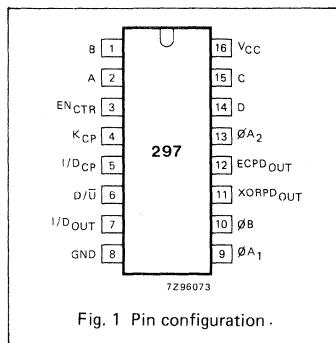 B 1 16 VCC
A 2 15 C
ENCTR 3 14 D
KCP 4 13 ØA2
I/DCP 5 297 12 ECPDOUT
D/U̅ 6 11 XORPDOUT
I/DOUT 7 10 ØB
GND 8 9 ØA1
7Z96073
Fig. 1 Pin configuration.